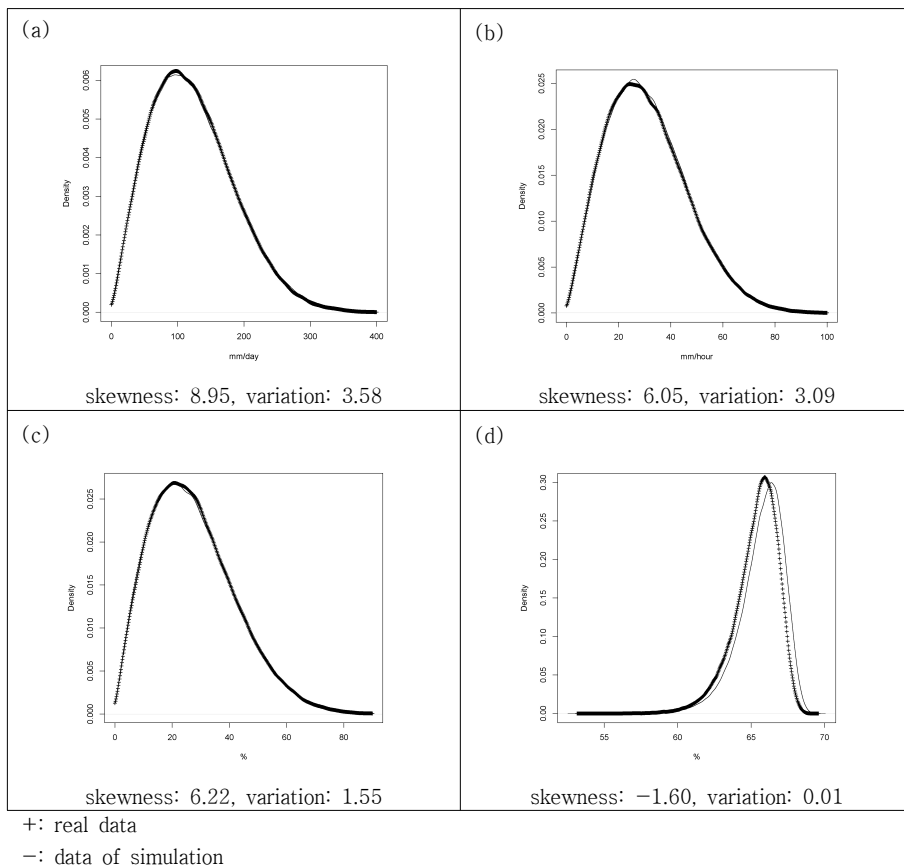 (a)
Density
0.000 0.001 0.002 0.003 0.004 0.005 0.006
0 100 200 300 400
mm/day
skewness: 8.95, variation: 3.58
(b)
Density
0.000 0.005 0.010 0.015 0.020 0.025
0 20 40 60 80 100
mm/hour
skewness: 6.05, variation: 3.09
(c)
Density
0.000 0.005 0.010 0.015 0.020 0.025
0 20 40 60 80
%
skewness: 6.22, variation: 1.55
(d)
Density
0.00 0.05 0.10 0.15 0.20 0.25 0.30
55 60 65 70
%
skewness: −1.60, variation: 0.01
+: real data
−: data of simulation